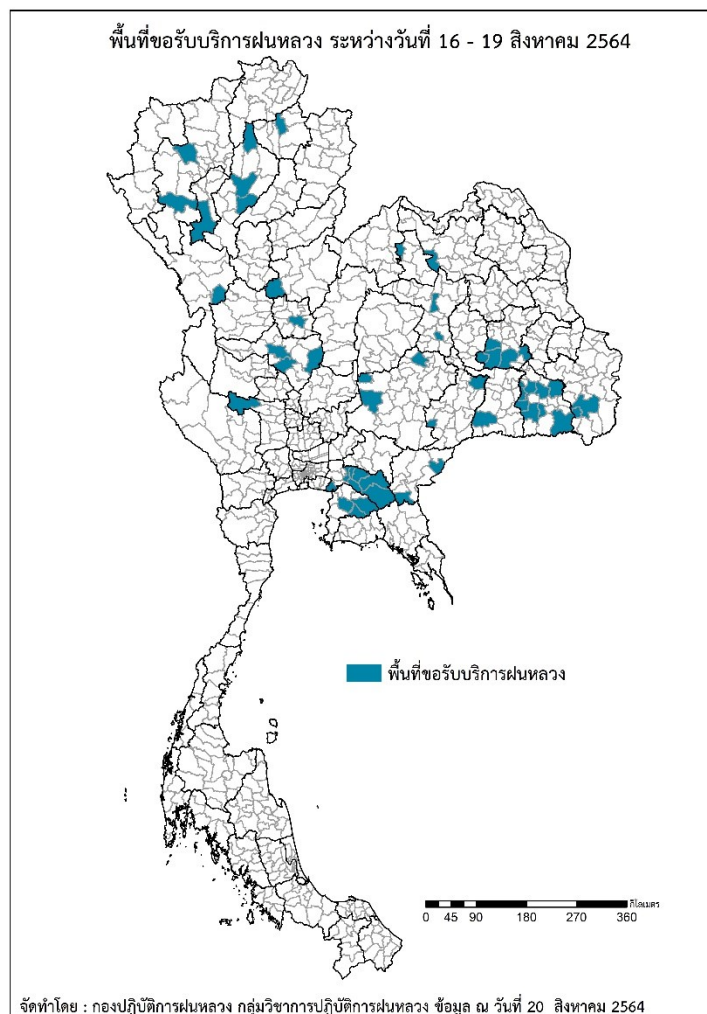 พื้นที่ขอรับบริการฝนหลวง ระหว่างวันที่ 16 - 19 สิงหาคม 2564
พื้นที่ขอรับบริการฝนหลวง
กิโลเมตร
0 45 90 180 270 360
จัดทำโดย : กองปฏิบัติการฝนหลวง กลุ่มวิชาการปฏิบัติการฝนหลวง ข้อมูล ณ วันที่ 20 สิงหาคม 2564